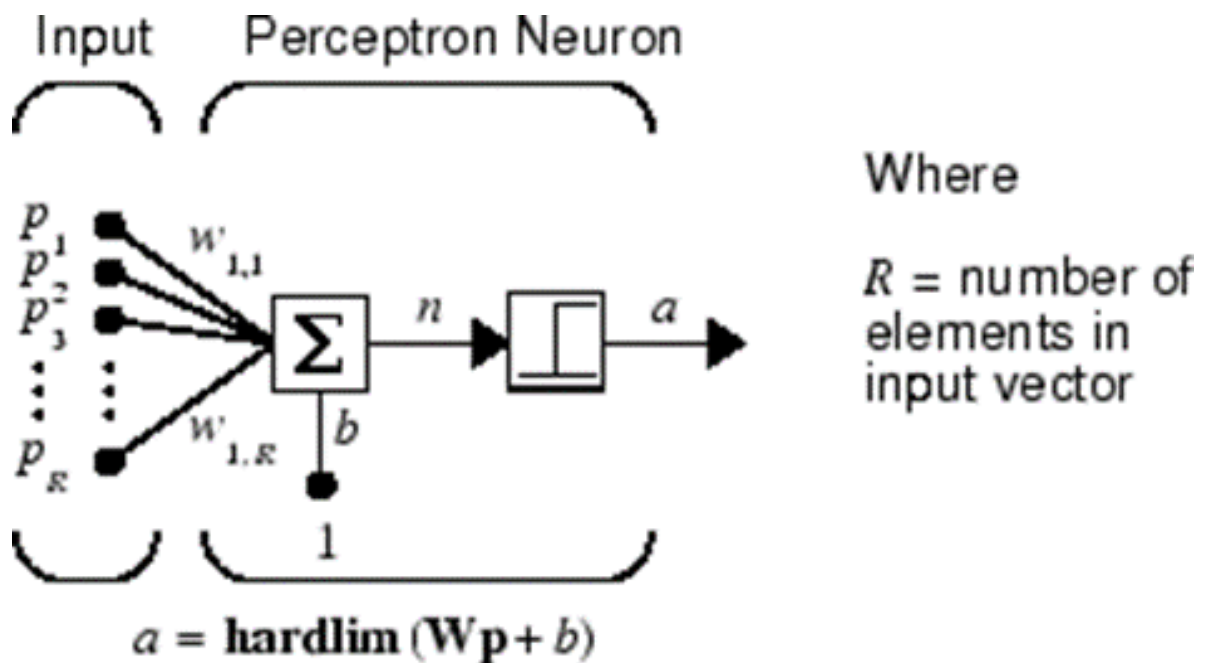 Input
Perceptron Neuron
p1
p2
p3
pR
w1,1
w1,R
Σ
b
1
n
a
a = hardlim (Wp + b)
Where
R = number of
elements in
input vector